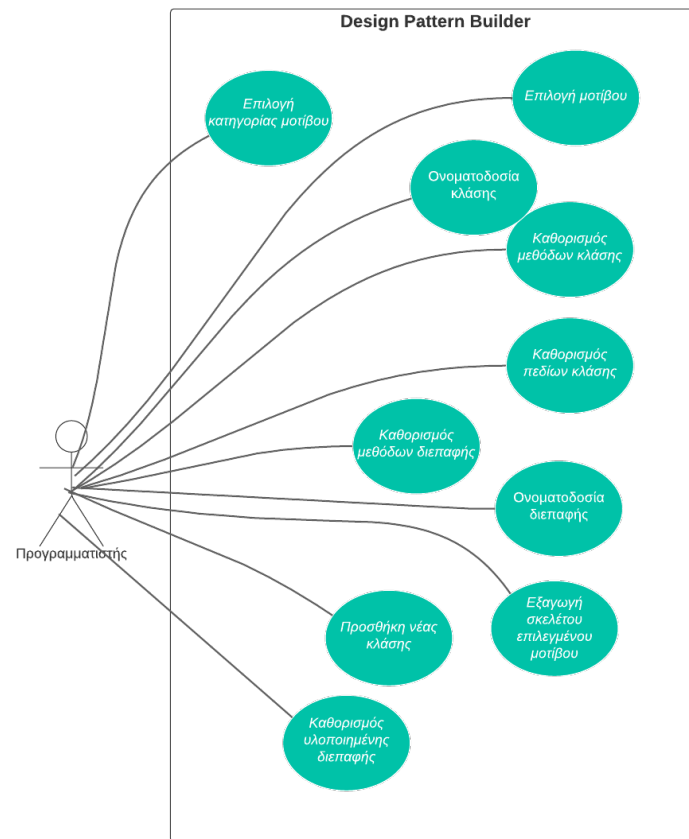 Design Pattern Builder
Επιλογή
κατηγορίας μοτίβου
Επιλογή μοτίβου
Ονοματοδοσία
κλάσης
Καθορισμός
μεθόδων κλάσης
Καθορισμός
πεδίων κλάσης
Καθορισμός
μεθόδων διεπαφής
Ονοματοδοσία
διεπαφής
Προγραμματιστής
Εξαγωγή
σκελέτου
επιλεγμένου
μοτίβου
Προσθήκη νέας
κλάσης
Καθορισμός
υλοποιημένης
διεπαφής